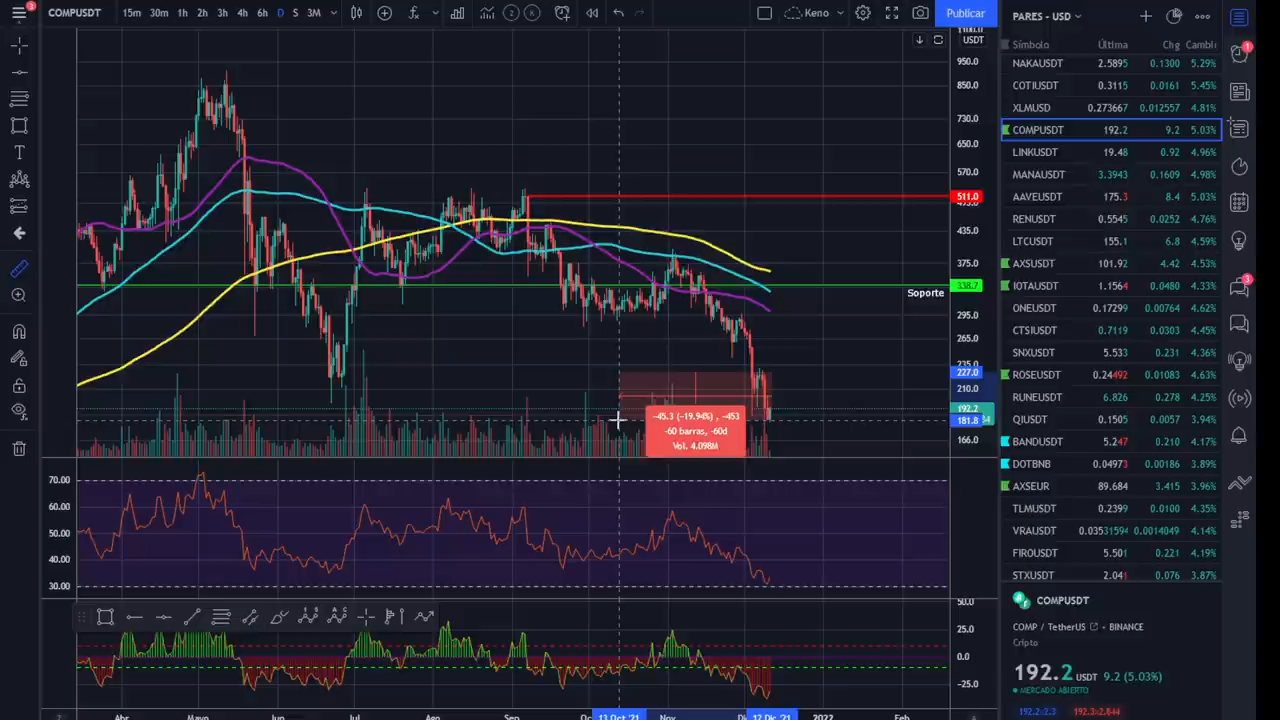 3
COMPUSDT 15m 30m 1h 2h 3h 4h 6h D S 3M 2 K Keno Publicar
USDT
950.0
850.0
730.0
650.0
570.0
511.0
435.0
375.0
338.7
Soporte
295.0
265.0
227.0
210.0
192.2
181.8
166.0
-45.3 (-19.94%) , -453
-60 barras, -60d
Vol. 4.098M
70.00
60.00
50.00
40.00
30.00
50.0
25.0
0.0
-25.0
Abr Mayo Jun Jul Ago Sep 13 Oct '21 Nov 12 Dic '21 2022 Feb
PARES - USD
Símbolo Última Chg Cambi
NAKAUSDT 2.5895 0.1300 5.29%
COTIUSDT 0.3115 0.0161 5.45%
XLMUSD 0.273667 0.012557 4.81%
COMPUSDT 192.2 9.2 5.03%
LINKUSDT 19.48 0.92 4.96%
MANAUSDT 3.3943 0.1609 4.98%
AAVEUSDT 175.3 8.4 5.03%
RENUSDT 0.5545 0.0252 4.76%
LTCUSDT 155.1 6.8 4.59%
AXSUSDT 101.92 4.42 4.53%
IOTAUSDT 1.1564 0.0480 4.33%
ONEUSDT 0.17299 0.00764 4.62%
CTSIUSDT 0.7119 0.0303 4.45%
SNXUSDT 5.533 0.231 4.36%
ROSEUSDT 0.24492 0.01083 4.63%
RUNEUSDT 6.826 0.278 4.25%
QIUSDT 0.1505 0.0057 3.94%
BANDUSDT 5.247 0.210 4.17%
DOTBNB 0.04973 0.00186 3.89%
AXSEUR 89.684 3.415 3.96%
TLMUSDT 0.2399 0.0100 4.35%
VRAUSDT 0.03531594 0.0014049 4.14%
FIROUSDT 5.501 0.221 4.19%
STXUSDT 2.041 0.076 3.87%
COMPUSDT
COMP / TetherUS - BINANCE
Cripto
192.2 USDT 9.2 (5.03%)
MERCADO ABIERTO
1
3